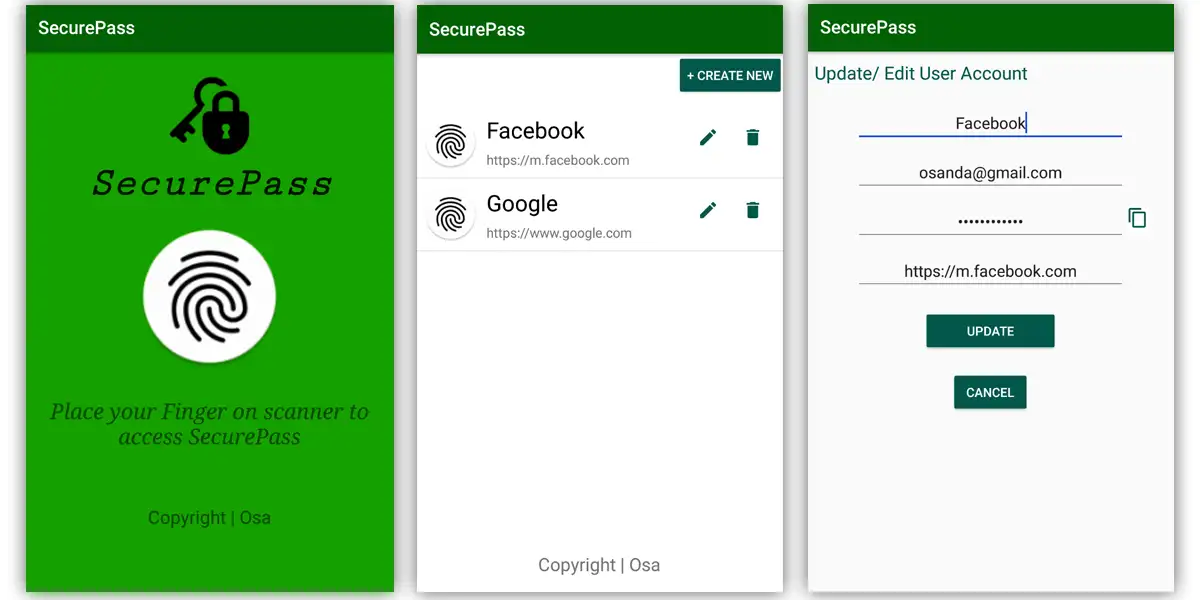 SecurePass
SecurePass
Place your Finger on scanner to
access SecurePass
Copyright | Osa
SecurePass
+ CREATE NEW
Facebook
https://m.facebook.com
Google
https://www.google.com
Copyright | Osa
SecurePass
Update/ Edit User Account
Facebook
osanda@gmail.com
••••••••••••
https://m.facebook.com
UPDATE
CANCEL